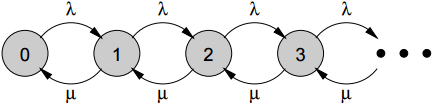 λ λ λ λ
0 1 2 3
μ μ μ μ